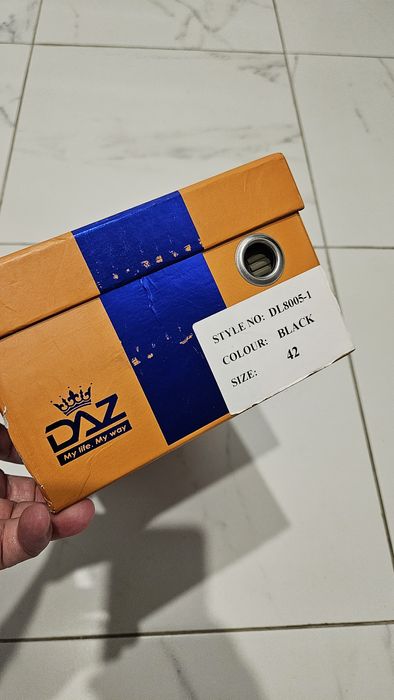 STYLE NO: DL8005-1
COLOUR: BLACK
SIZE: 42
DAZ
My life. My way